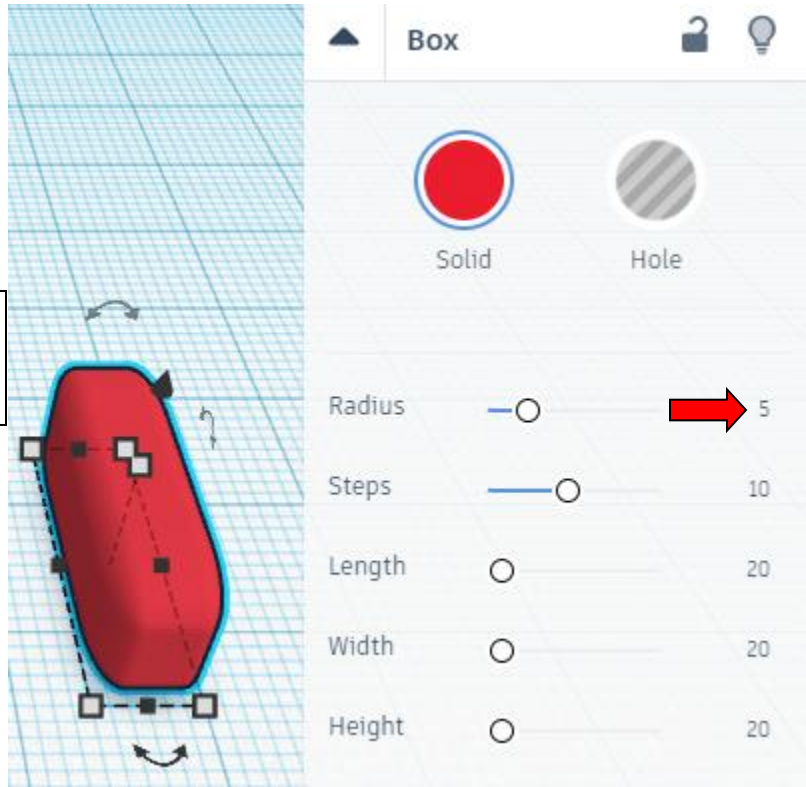 Box
Solid Hole
Radius 5
Steps 10
Length 20
Width 20
Height 20